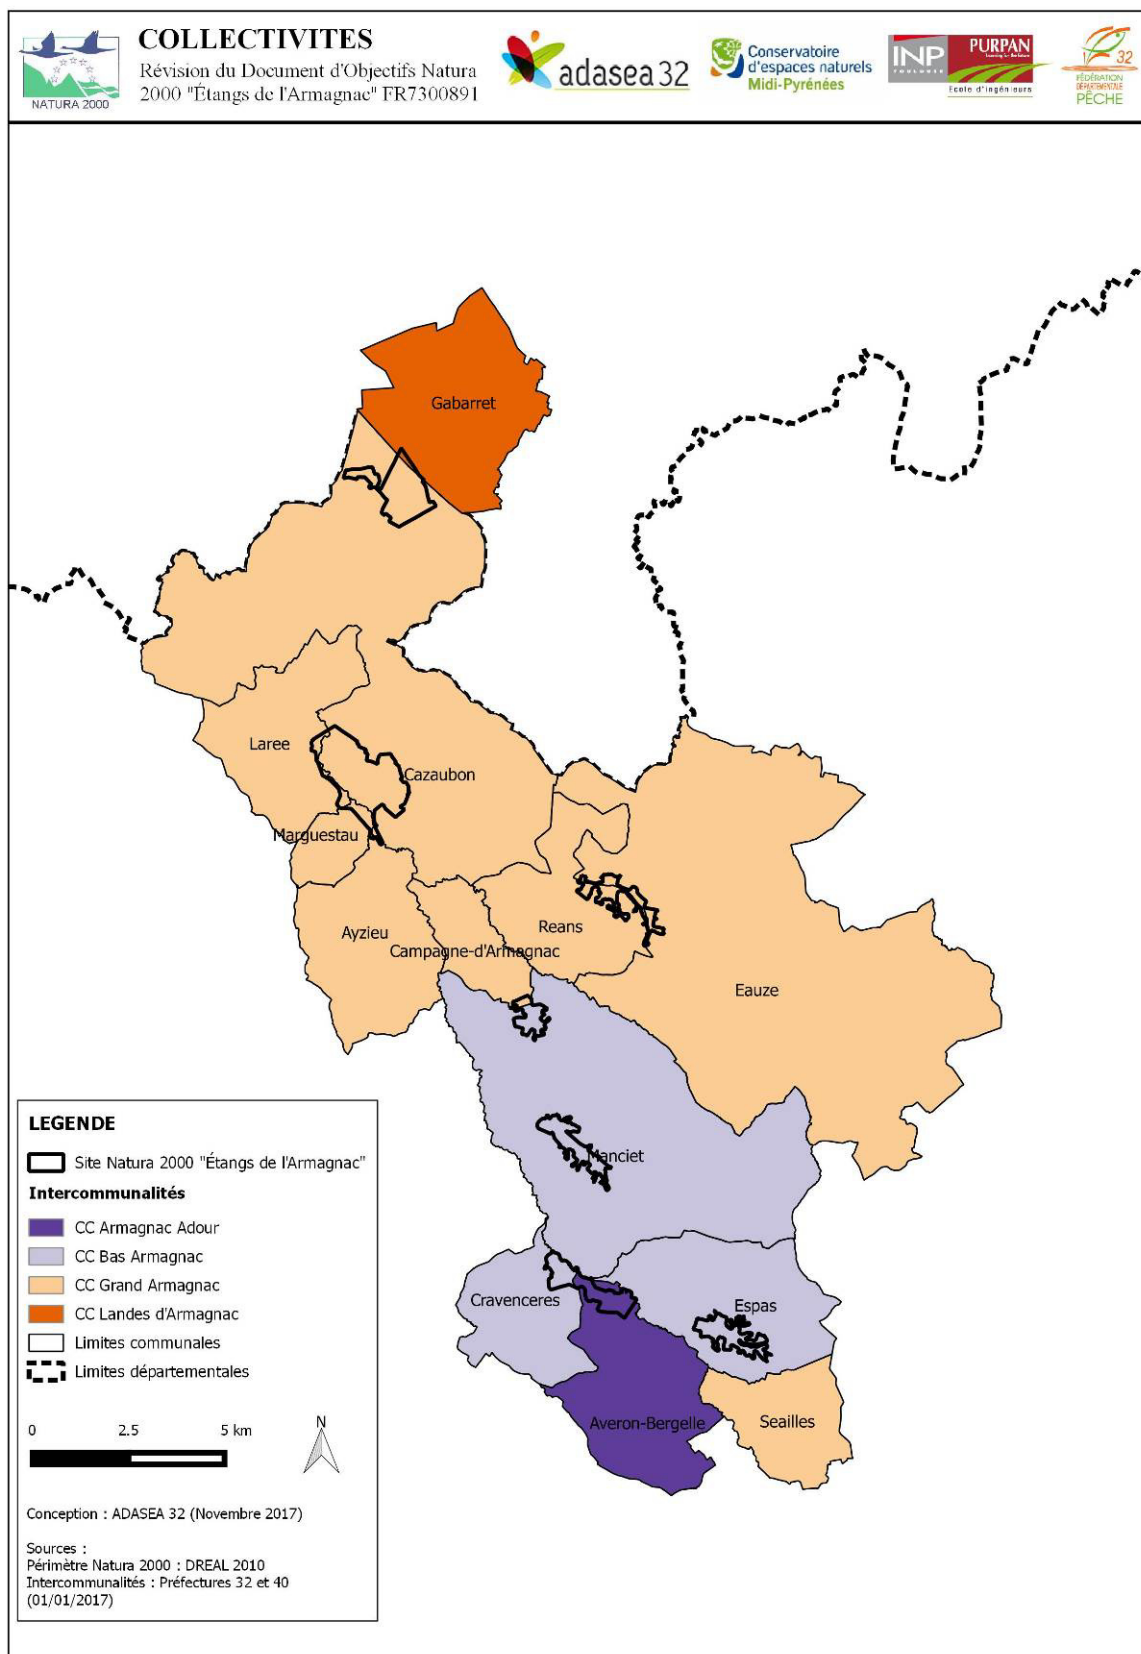 COLLECTIVITES
Révision du Document d'Objectifs Natura
2000 "Étangs de l'Armagnac" FR7300891
NATURA 2000
adasea 32
Conservatoire
d'espaces naturels
Midi-Pyrénées
INP
TOULOUSE
PURPAN
Ecole d'ingénieurs
32
FÉDÉRATION
DÉPARTEMENTALE
PÊCHE
Gabarret
Laree
Cazaubon
Marguestau
Ayzieu
Campagne-d'Armagnac
Reans
Eauze
Manciet
Cravenceres
Espas
Averon-Bergelle
Seailles
LEGENDE
Site Natura 2000 "Étangs de l'Armagnac"
Intercommunalités
CC Armagnac Adour
CC Bas Armagnac
CC Grand Armagnac
CC Landes d'Armagnac
Limites communales
Limites départementales
0 2.5 5 km
N
Conception : ADASEA 32 (Novembre 2017)
Sources :
Périmètre Natura 2000 : DREAL 2010
Intercommunalités : Préfectures 32 et 40
(01/01/2017)